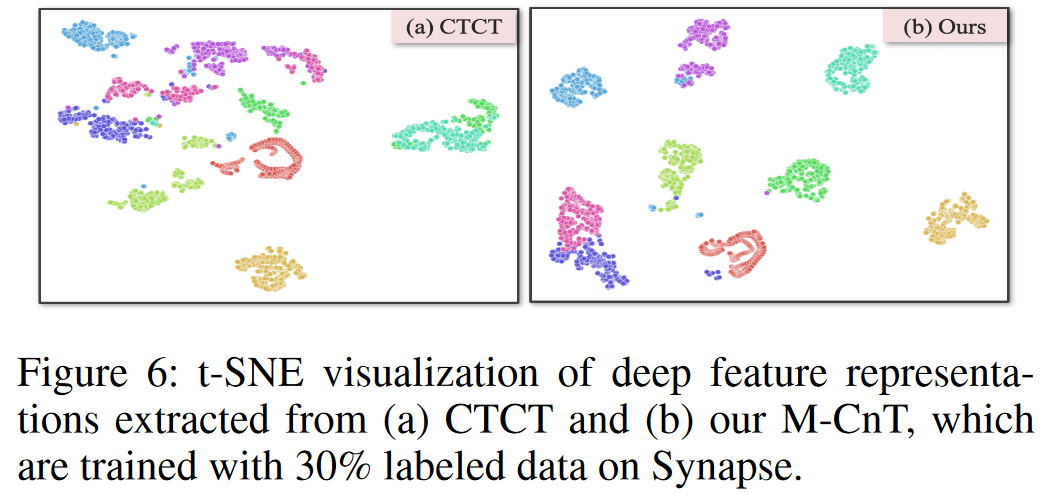 (a) CTCT
(b) Ours
Figure 6: t-SNE visualization of deep feature representa-
tions extracted from (a) CTCT and (b) our M-CnT, which
are trained with 30% labeled data on Synapse.